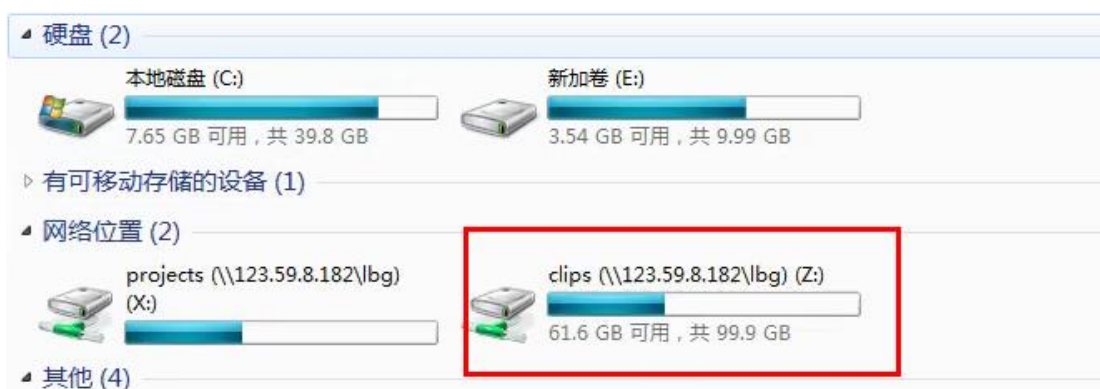 硬盘 (2)
本地磁盘 (C:)
7.65 GB 可用 , 共 39.8 GB
新加卷 (E:)
3.54 GB 可用 , 共 9.99 GB
有可移动存储的设备 (1)
网络位置 (2)
projects (\\123.59.8.182\lbg)
(X:)
clips (\\123.59.8.182\lbg) (Z:)
61.6 GB 可用 , 共 99.9 GB
其他 (4)